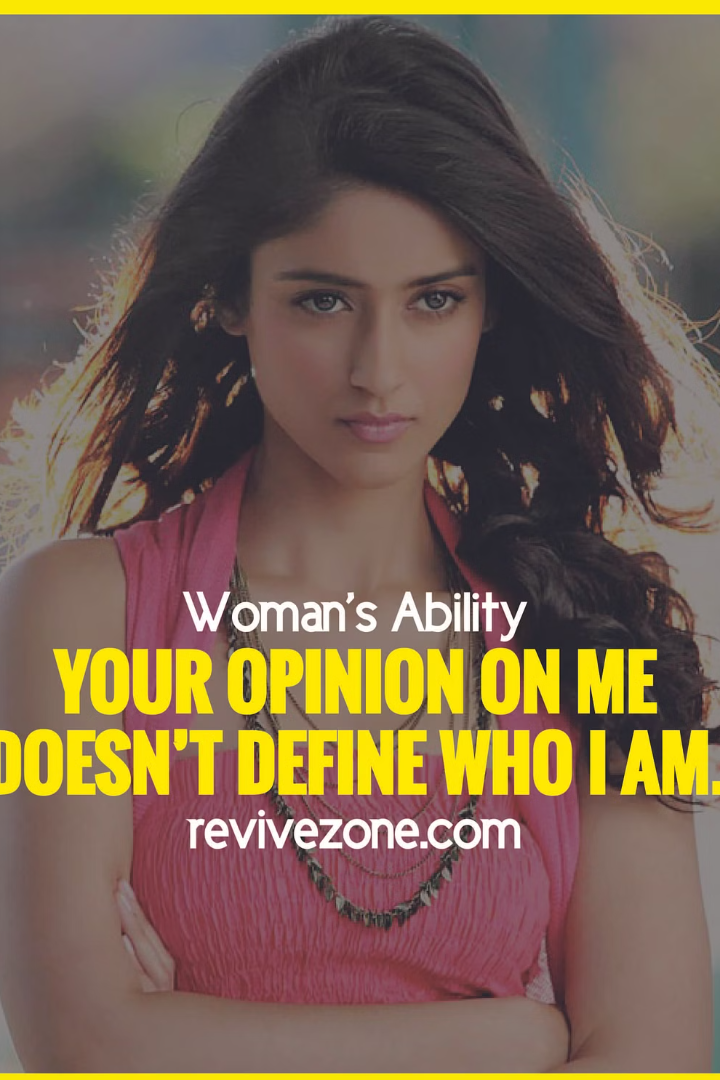 Woman's Ability
YOUR OPINION ON ME
DOESN'T DEFINE WHO I AM.
revivezone.com